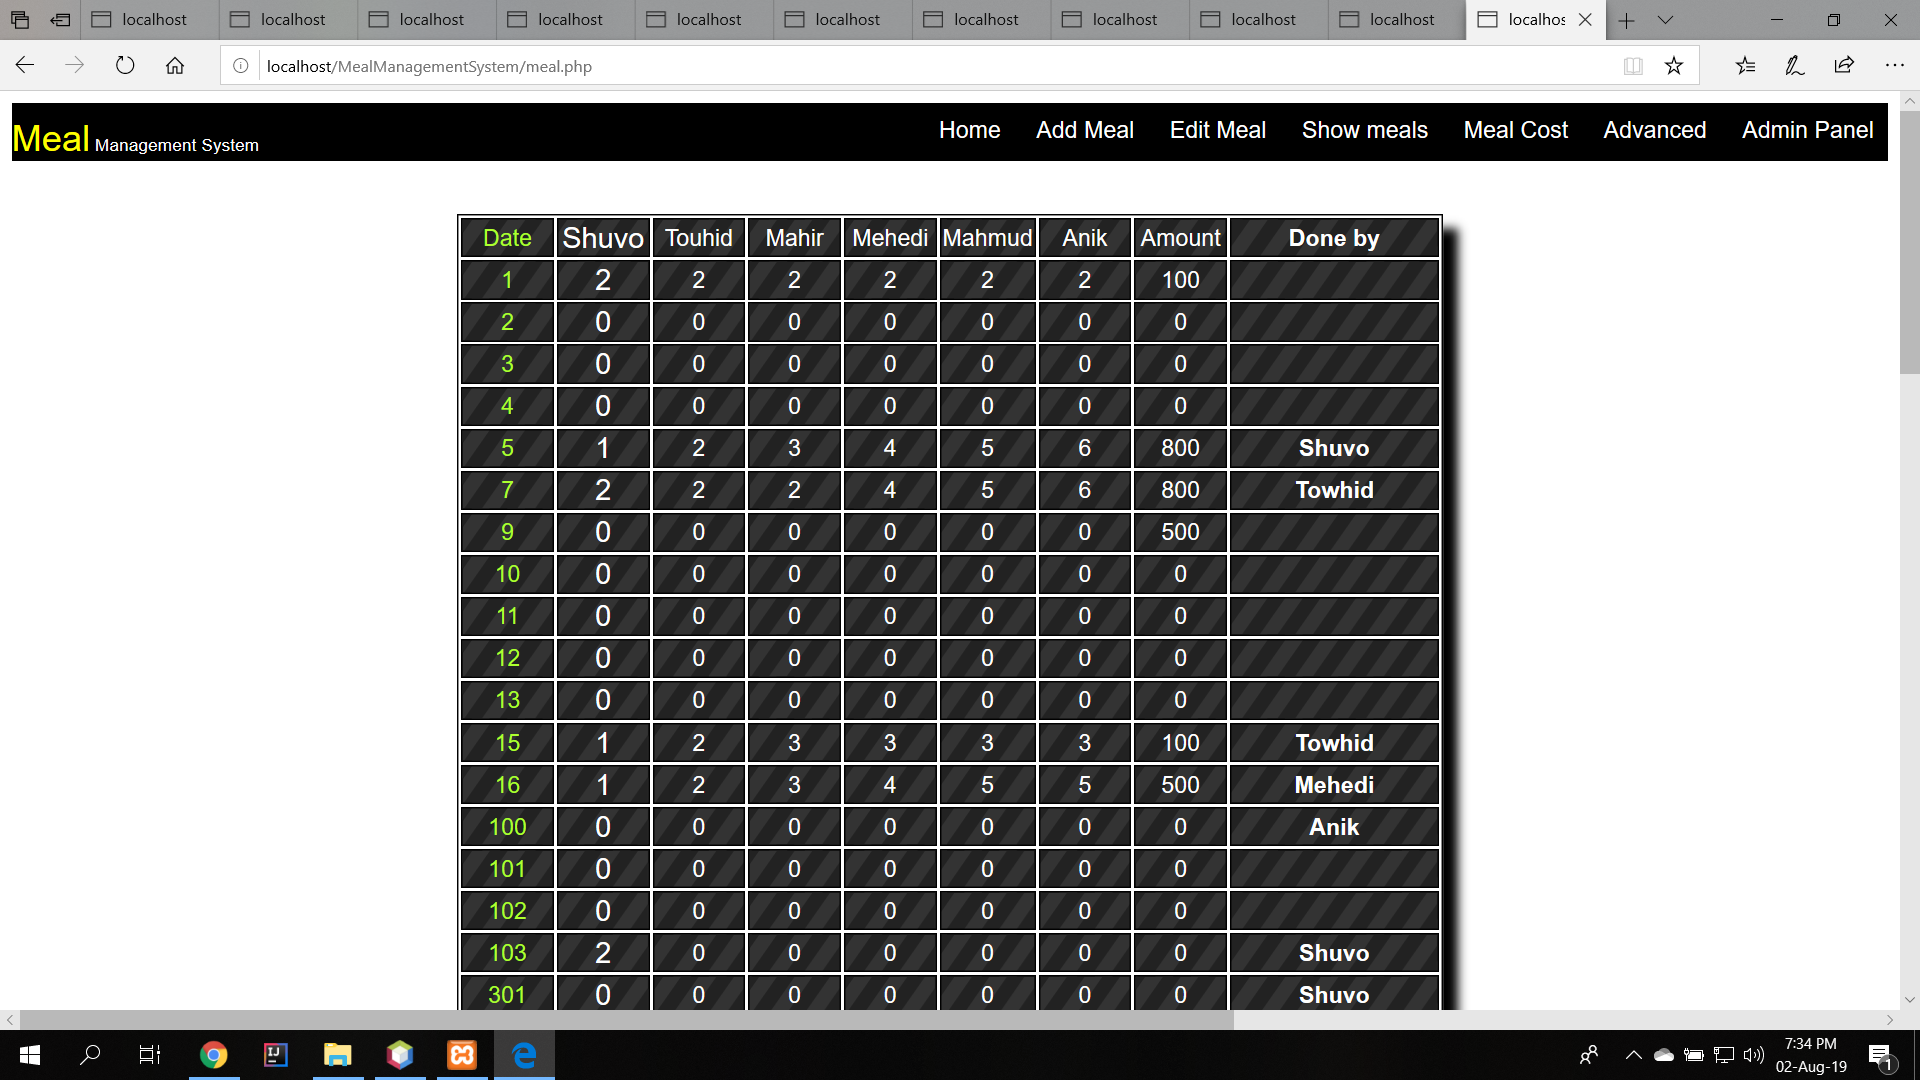 localhost localhost localhost localhost localhost localhost localhost localhost localhost localhost localhos
localhost/MealManagementSystem/meal.php
Meal Management System Home Add Meal Edit Meal Show meals Meal Cost Advanced Admin Panel
Date Shuvo Touhid Mahir Mehedi Mahmud Anik Amount Done by
1 2 2 2 2 2 2 100
2 0 0 0 0 0 0 0
3 0 0 0 0 0 0 0
4 0 0 0 0 0 0 0
5 1 2 3 4 5 6 800 Shuvo
7 2 2 2 4 5 6 800 Towhid
9 0 0 0 0 0 0 500
10 0 0 0 0 0 0 0
11 0 0 0 0 0 0 0
12 0 0 0 0 0 0 0
13 0 0 0 0 0 0 0
15 1 2 3 3 3 3 100 Towhid
16 1 2 3 4 5 5 500 Mehedi
100 0 0 0 0 0 0 0 Anik
101 0 0 0 0 0 0 0
102 0 0 0 0 0 0 0
103 2 0 0 0 0 0 0 Shuvo
301 0 0 0 0 0 0 0 Shuvo
7:34 PM
02-Aug-19
1